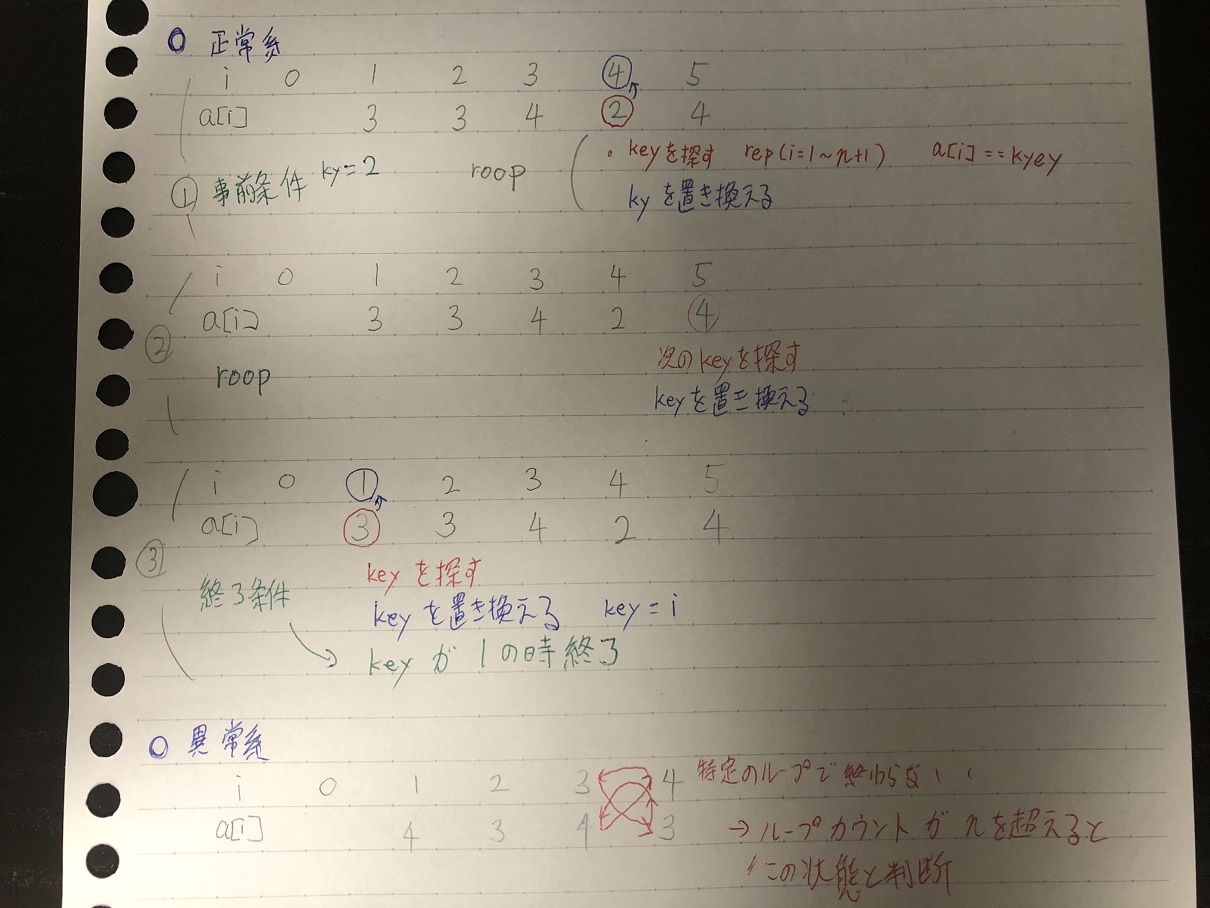 ○ 正常系
i 0 1 2 3 ④ 5
a[i] 3 3 4 ② 4
① 事前条件 ky=2 roop ・keyを探す rep(i=1~n+1) a[i]==kyey
kyを置き換える
i 0 1 2 3 4 5
a[i] 3 3 4 2 ④
②
roop 次のkeyを探す
keyを置き換える
i 0 ① 2 3 4 5
a[i] ③ 3 4 2 4
③
終了条件 keyを探す
keyを置き換える key=i
→ keyが1の時終了
○ 異常系
i 0 1 2 3 4 特定のループで終わらない
a[i] 4 3 4 3 →ループカウントがnを超えると
この状態と判断